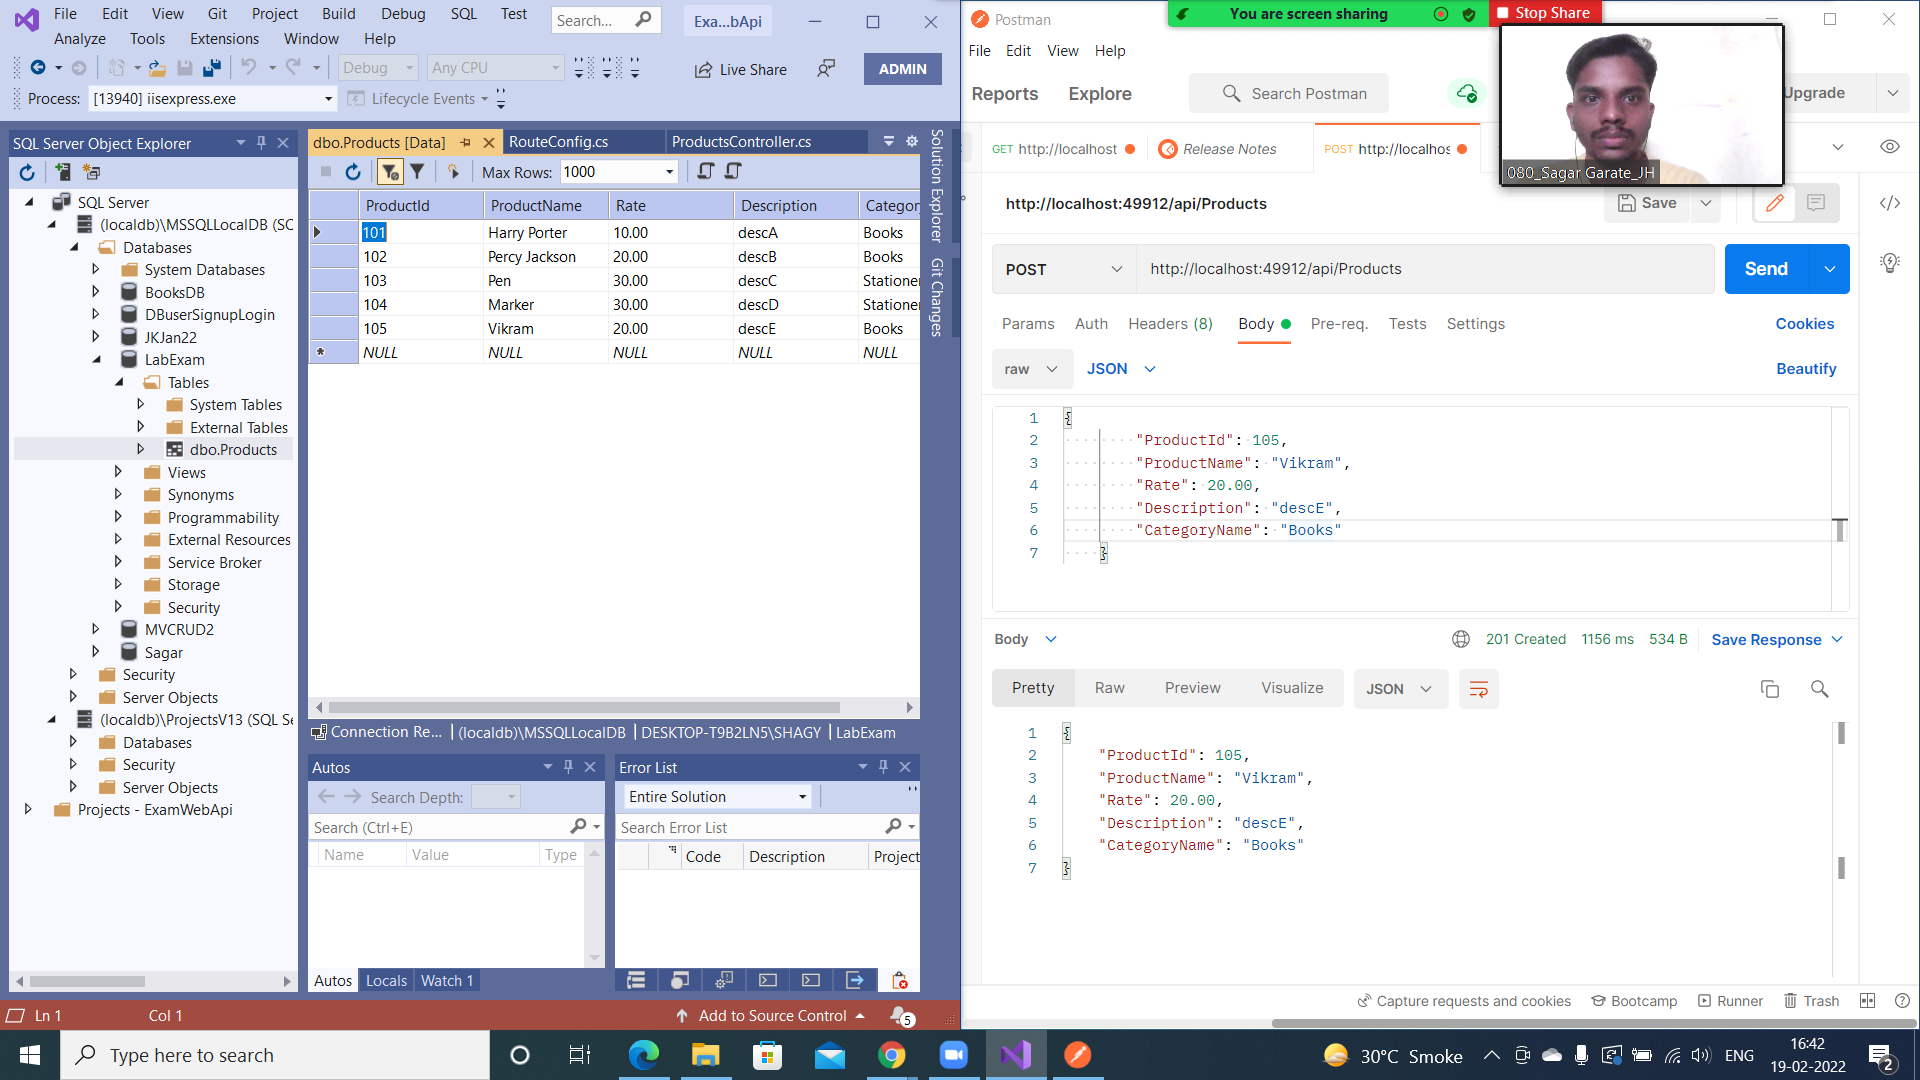 File Edit View Git Project Build Debug SQL Test
Search...
Exa...bApi
Analyze Tools Extensions Window Help
Debug
Any CPU
Live Share
ADMIN
Process: [13940] iisexpress.exe
Lifecycle Events
SQL Server Object Explorer
SQL Server
(localdb)\MSSQLLocalDB (SC
Databases
System Databases
BooksDB
DBuserSignupLogin
JKJan22
LabExam
Tables
System Tables
External Tables
dbo.Products
Views
Synonyms
Programmability
External Resources
Service Broker
Storage
Security
MVCRUD2
Sagar
Security
Server Objects
(localdb)\ProjectsV13 (SQL Se
Databases
Security
Server Objects
Projects - ExamWebApi
dbo.Products [Data] RouteConfig.cs ProductsController.cs
Max Rows: 1000
ProductId ProductName Rate Description Category
101 Harry Porter 10.00 descA Books
102 Percy Jackson 20.00 descB Books
103 Pen 30.00 descC Stationer
104 Marker 30.00 descD Stationer
105 Vikram 20.00 descE Books
NULL NULL NULL NULL NULL
Solution Explorer
Git Changes
Connection Re... (localdb)\MSSQLLocalDB DESKTOP-T9B2LN5\SHAGY LabExam
Autos
Search Depth:
Search (Ctrl+E)
Name Value Type
Autos Locals Watch 1
Error List
Entire Solution
Search Error List
Code Description Project
Ln 1 Col 1
Add to Source Control
5
Postman
You are screen sharing
Stop Share
File Edit View Help
Reports Explore
Search Postman
Upgrade
080_Sagar Garate_JH
GET http://localhost
Release Notes
POST http://localhos
http://localhost:49912/api/Products
Save
POST
http://localhost:49912/api/Products
Send
Params Auth Headers (8) Body Pre-req. Tests Settings
Cookies
raw JSON
Beautify
1 {
2 "ProductId": 105,
3 "ProductName": "Vikram",
4 "Rate": 20.00,
5 "Description": "descE",
6 "CategoryName": "Books"
7 }
Body
201 Created 1156 ms 534 B
Save Response
Pretty Raw Preview Visualize JSON
1 {
2 "ProductId": 105,
3 "ProductName": "Vikram",
4 "Rate": 20.00,
5 "Description": "descE",
6 "CategoryName": "Books"
7 }
Capture requests and cookies Bootcamp Runner Trash
Type here to search
30°C Smoke
ENG
16:42
19-02-2022
2